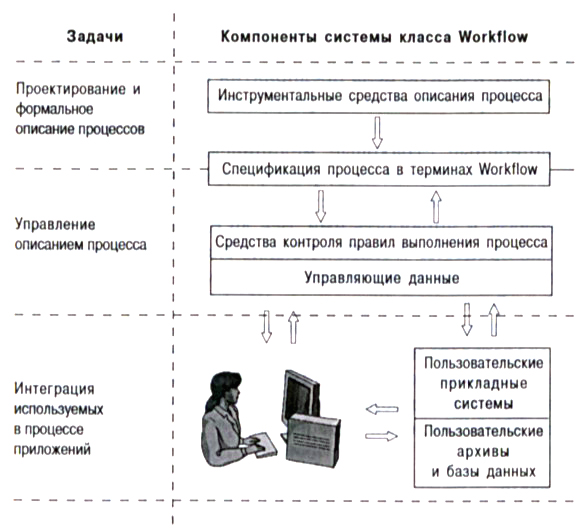 Задачи
Компоненты системы класса Workflow
Проектирование и
формальное
описание процессов
Инструментальные средства описания процесса
Спецификация процесса в терминах Workflow
Управление
описанием процесса
Средства контроля правил выполнения процесса
Управляющие данные
Интеграция
используемых
в процессе
приложений
Пользовательские
прикладные
системы
Пользовательские
архивы
и базы данных